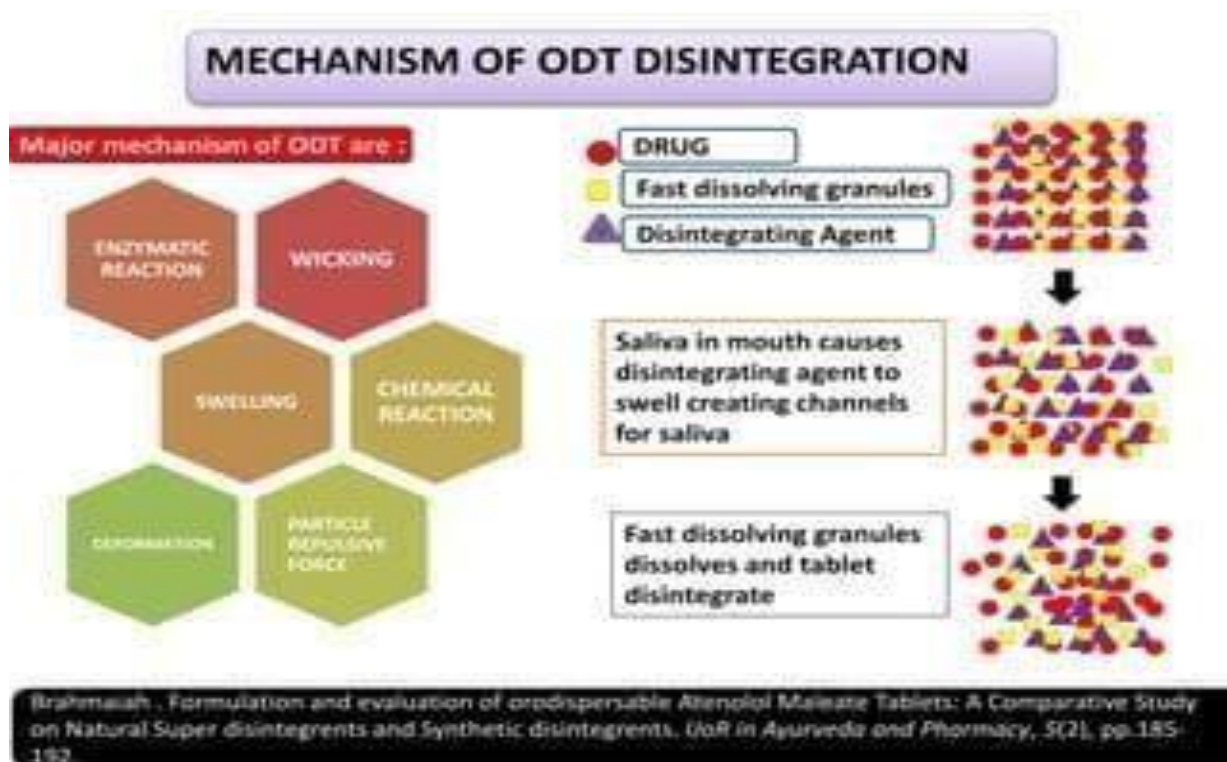 MECHANISM OF ODT DISINTEGRATION
Major mechanism of ODT are :
ENZYMATIC
REACTION
WICKING
SWELLING
CHEMICAL
REACTION
DEFORMATION
PARTICLE
REPULSIVE
FORCE
DRUG
Fast dissolving granules
Disintegrating Agent
Saliva in mouth causes
disintegrating agent to
swell creating channels
for saliva
Fast dissolving granules
dissolves and tablet
disintegrate
Brahmaiah . Formulation and evaluation of orodispersable Atenolol Maleate Tablets: A Comparative Study
on Natural Super disintegrents and Synthetic disintegrents. in Ayurveda and Pharmacy, 5(2), pp.185-
192.